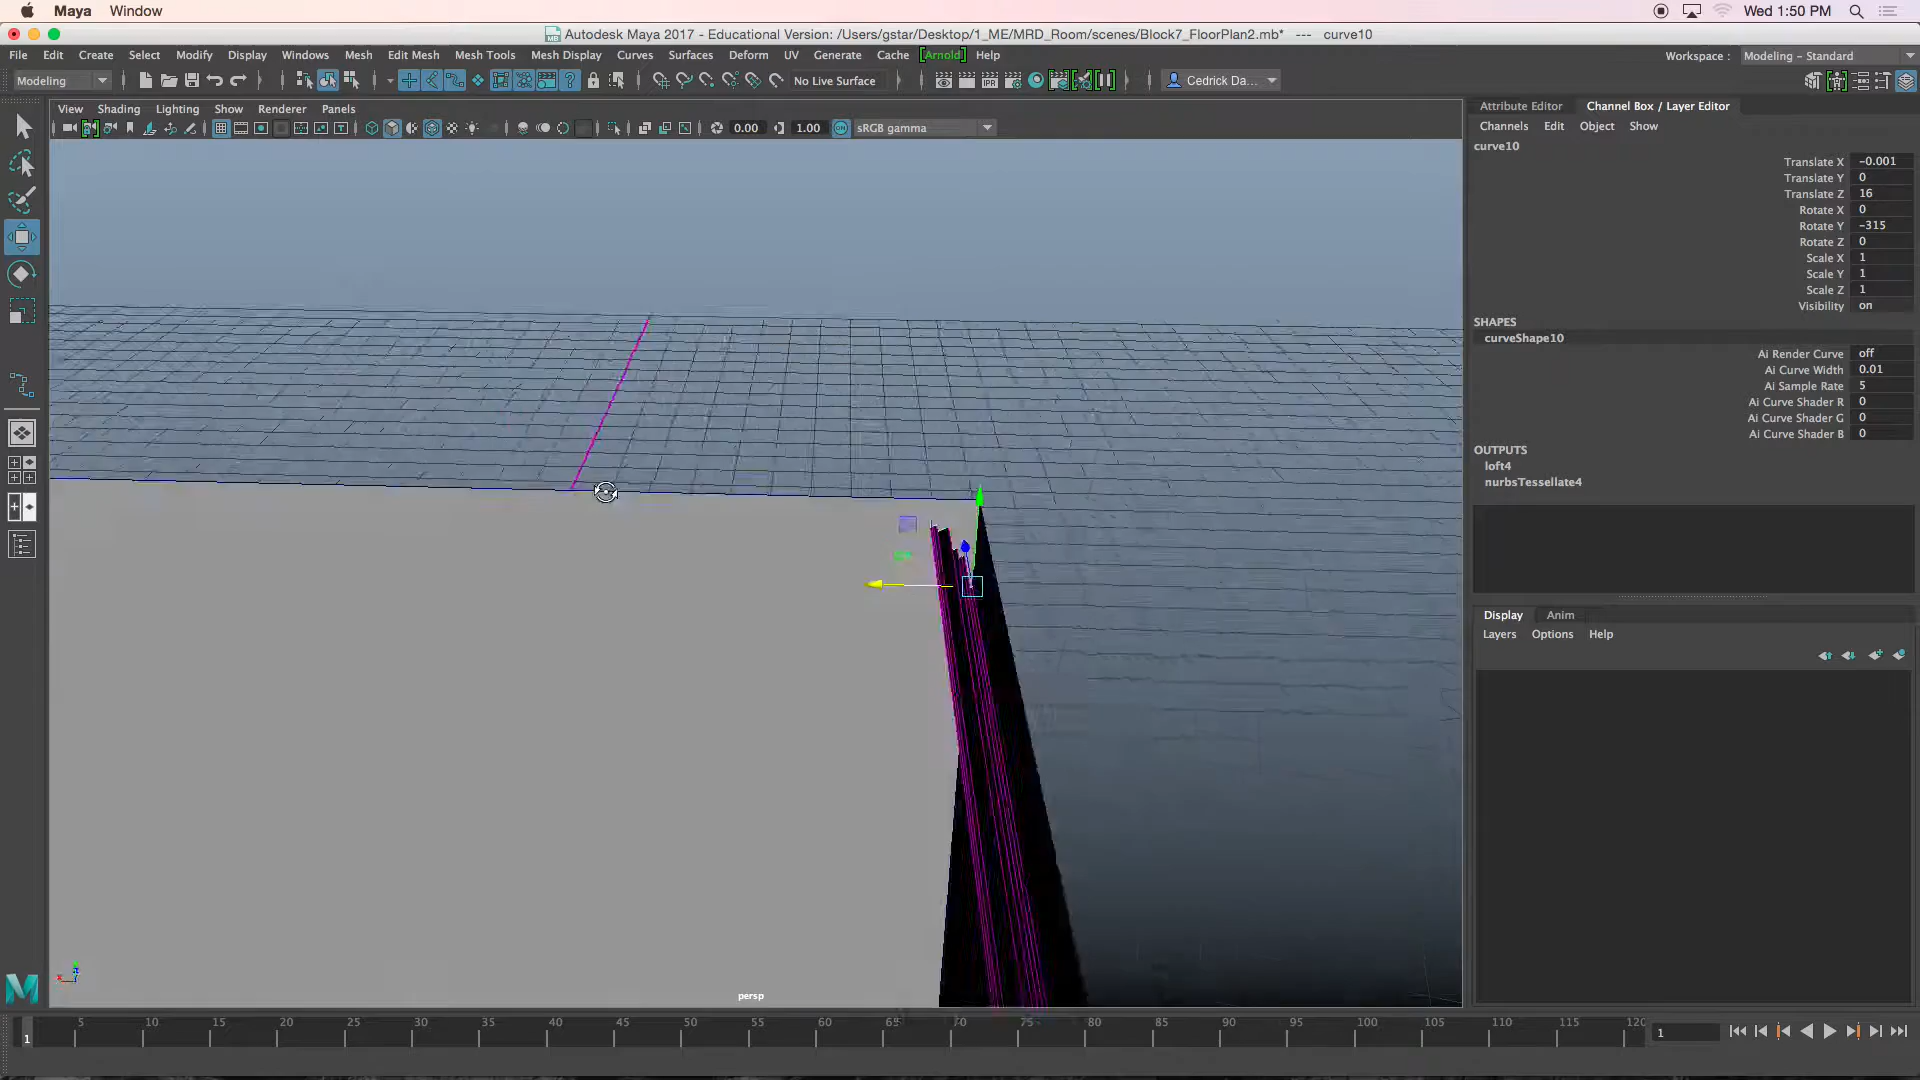 Maya Window Wed 1:50 PM
Autodesk Maya 2017 - Educational Version: /Users/gstar/Desktop/1_ME/MRD_Room/scenes/Block7_FloorPlan2.mb* --- curve10
File Edit Create Select Modify Display Windows Mesh Edit Mesh Mesh Tools Mesh Display Curves Surfaces Deform UV Generate Cache [Arnold] Help Workspace : Modeling - Standard
Modeling No Live Surface Cedrick Da...
View Shading Lighting Show Renderer Panels
0.00 1.00 sRGB gamma
Attribute Editor Channel Box / Layer Editor
Channels Edit Object Show
curve10
Translate X -0.001
Translate Y 0
Translate Z 16
Rotate X 0
Rotate Y -315
Rotate Z 0
Scale X 1
Scale Y 1
Scale Z 1
Visibility on
SHAPES
curveShape10
Ai Render Curve off
Ai Curve Width 0.01
Ai Sample Rate 5
Ai Curve Shader R 0
Ai Curve Shader G 0
Ai Curve Shader B 0
OUTPUTS
loft4
nurbsTessellate4
Display Anim
Layers Options Help
persp
5 10 15 20 25 30 35 40 45 50 55 60 65 70 75 80 85 90 95 100 105 110 115 120
1 1